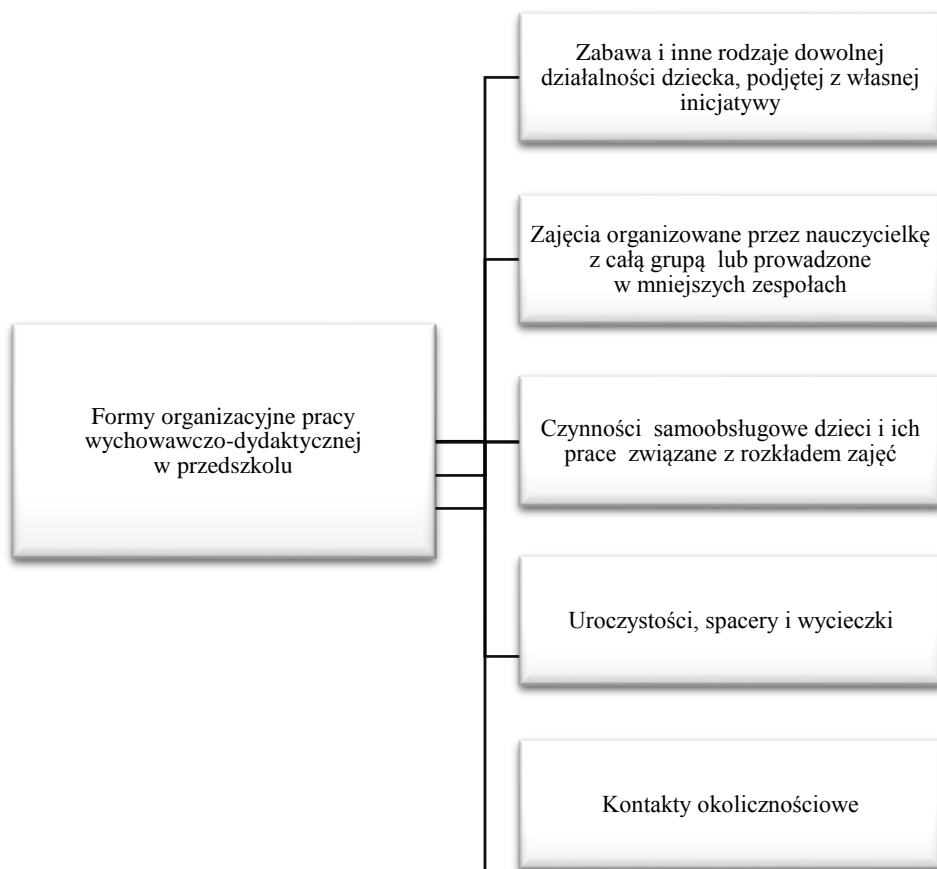 Zabawa i inne rodzaje dowolnej
działalności dziecka, podjętej z własnej
inicjatywy
Zajęcia organizowane przez nauczycielkę
z całą grupą lub prowadzone
w mniejszych zespołach
Formy organizacyjne pracy
wychowawczo-dydaktycznej
w przedszkolu
Czynności samoobsługowe dzieci i ich
prace związane z rozkładem zajęć
Uroczystości, spacery i wycieczki
Kontakty okolicznościowe